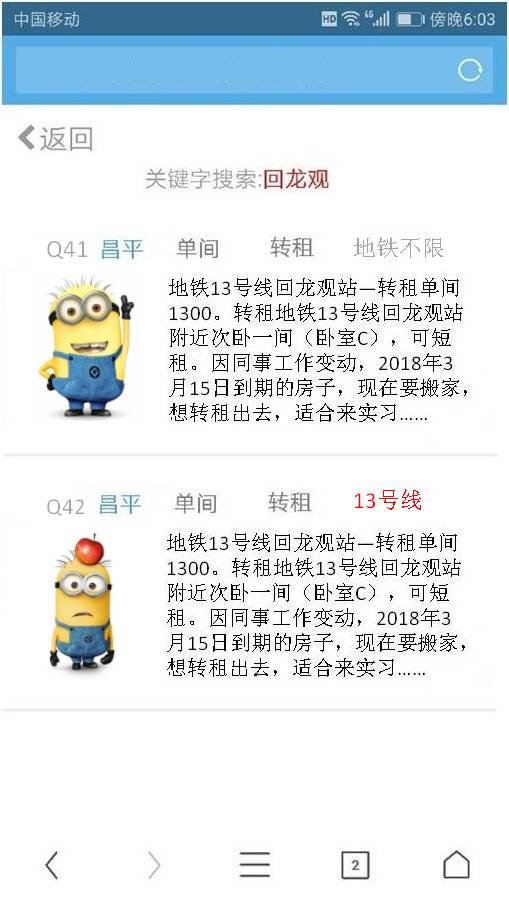 中国移动 HD 4G 傍晚6:03
返回
关键字搜索:回龙观
Q41 昌平 单间 转租 地铁不限
地铁13号线回龙观站—转租单间
1300。转租地铁13号线回龙观站
附近次卧一间（卧室C），可短
租。因同事工作变动，2018年3
月15日到期的房子，现在要搬家，
想转租出去，适合来实习……
Q42 昌平 单间 转租 13号线
地铁13号线回龙观站—转租单间
1300。转租地铁13号线回龙观站
附近次卧一间（卧室C），可短
租。因同事工作变动，2018年3
月15日到期的房子，现在要搬家，
想转租出去，适合来实习……
2